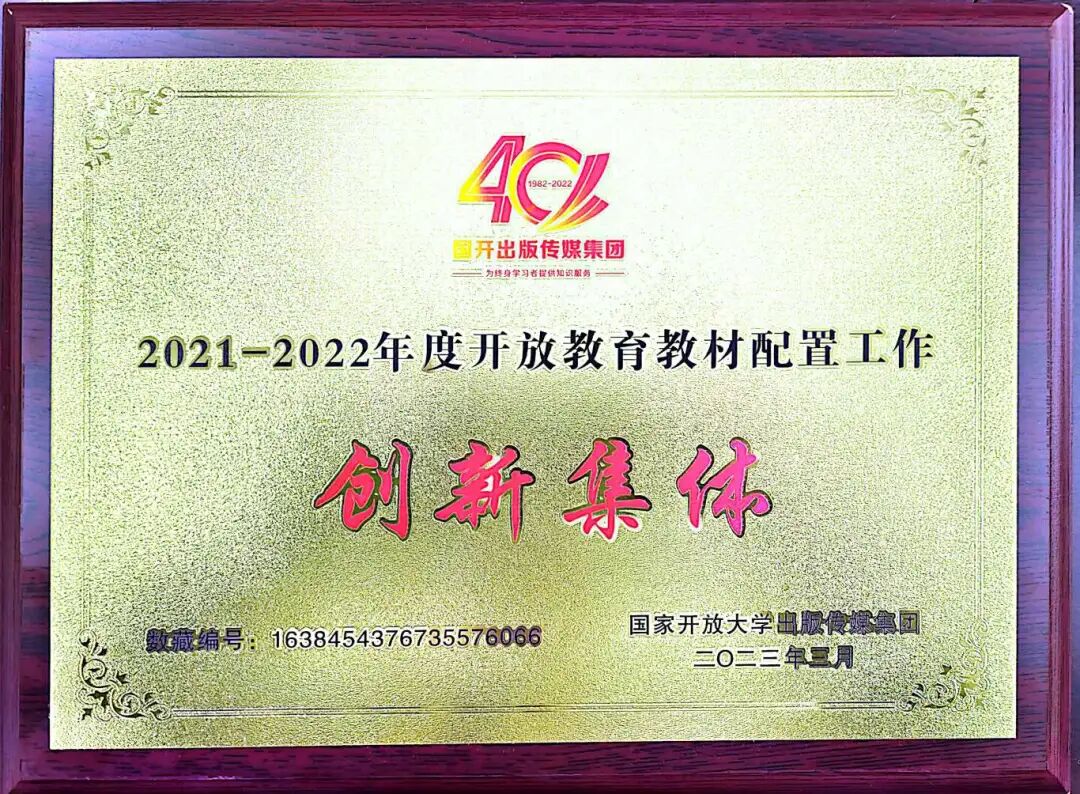 40
1982-2022
国开出版传媒集团
为终身学习者提供知识服务
2021-2022年度开放教育教材配置工作
创新集体
数藏编号：1638454376735576066
国家开放大学出版传媒集团
二〇二三年三月